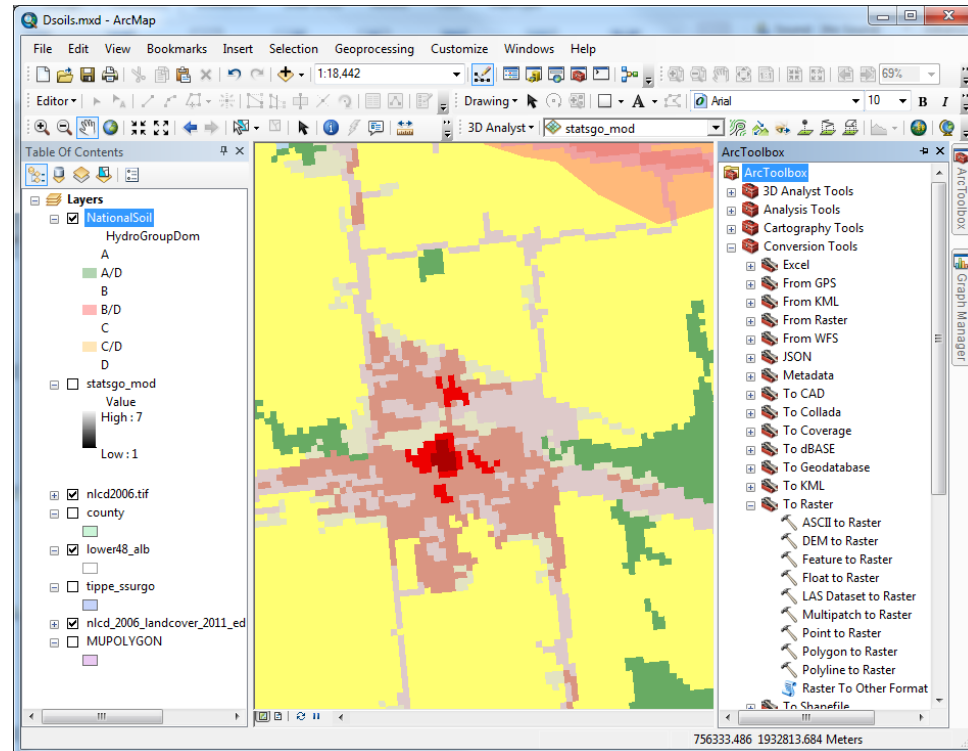 Dsoils.mxd - ArcMap
File Edit View Bookmarks Insert Selection Geoprocessing Customize Windows Help
1:18,442 69%
Editor Drawing A Arial 10 B I
3D Analyst statsgo_mod
Table Of Contents
Layers
NationalSoil
HydroGroupDom
A
A/D
B
B/D
C
C/D
D
statsgo_mod
Value
High : 7
Low : 1
nlcd2006.tif
county
lower48_alb
tippe_ssurgo
nlcd_2006_landcover_2011_ed
MUPOLYGON
ArcToolbox
ArcToolbox
3D Analyst Tools
Analysis Tools
Cartography Tools
Conversion Tools
Excel
From GPS
From KML
From Raster
From WFS
JSON
Metadata
To CAD
To Collada
To Coverage
To dBASE
To Geodatabase
To KML
To Raster
ASCII to Raster
DEM to Raster
Feature to Raster
Float to Raster
LAS Dataset to Raster
Multipatch to Raster
Point to Raster
Polygon to Raster
Polyline to Raster
Raster To Other Format
To Shapefile
ArcToolbox
Graph Manager
756333.486 1932813.684 Meters